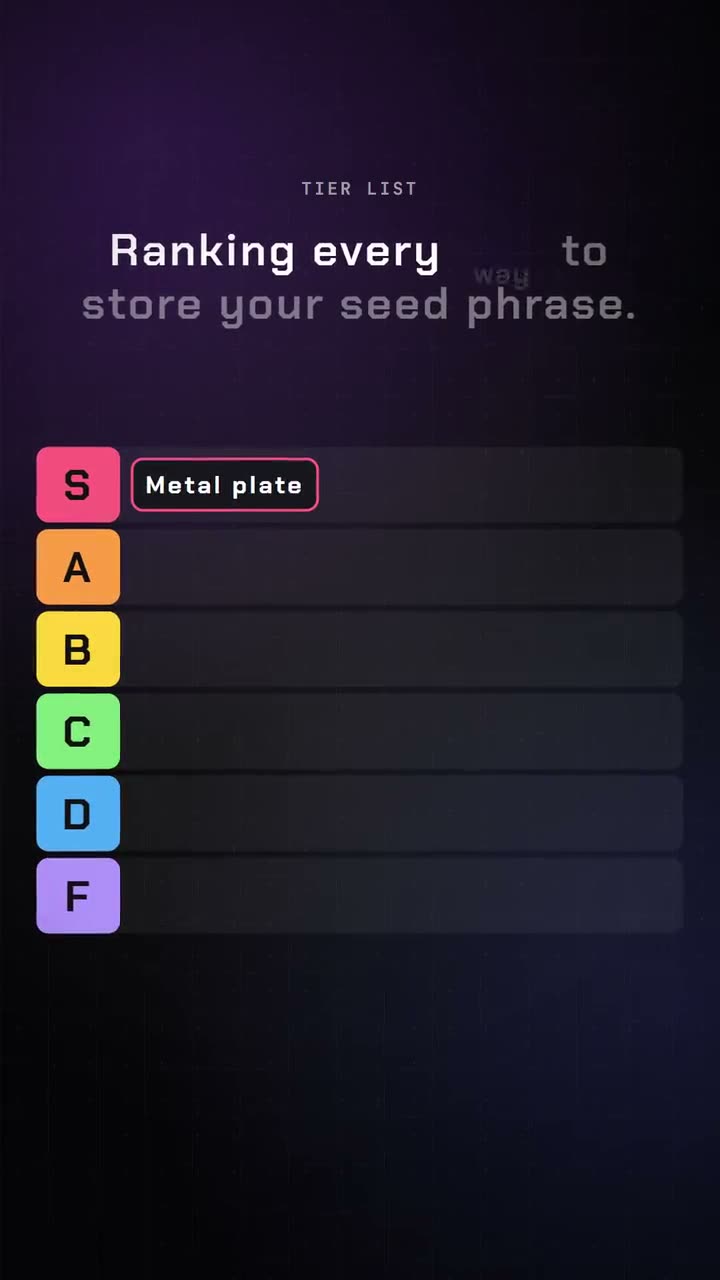 TIER LIST
Ranking every way to
store your seed phrase.
S
Metal plate
A
B
C
D
F